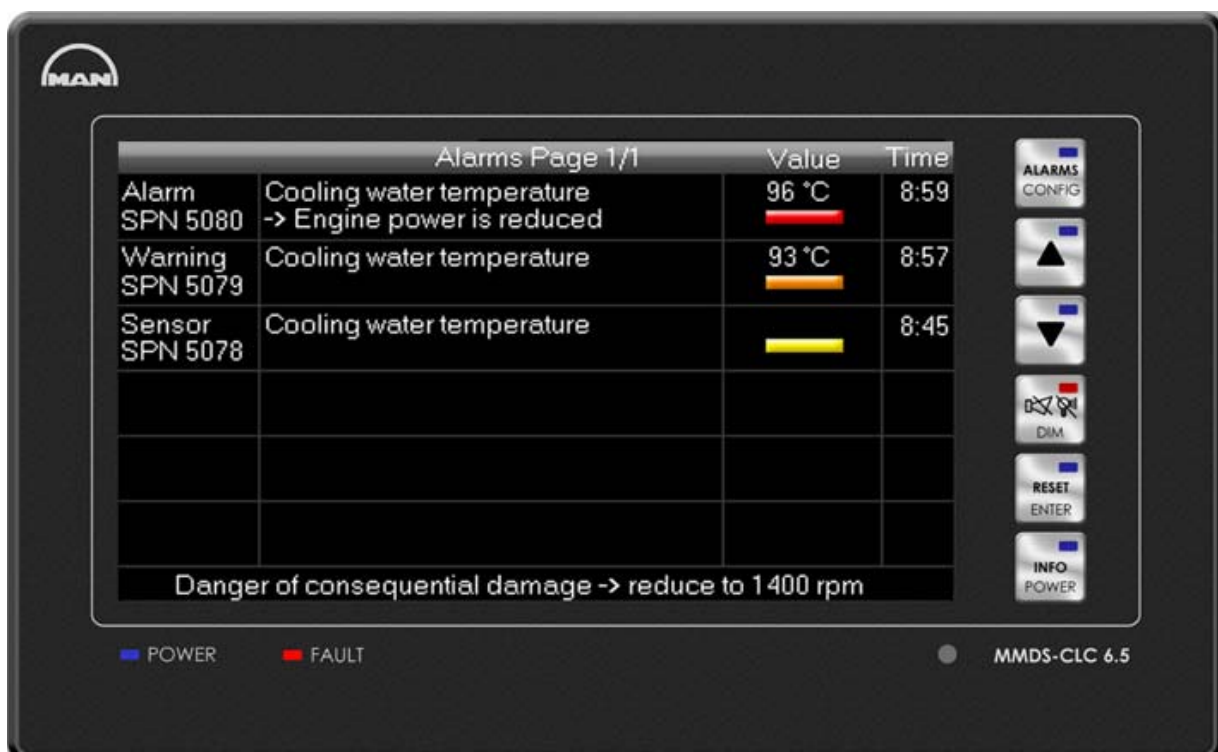 MAN
Alarms Page 1/1 Value Time
Alarm Cooling water temperature 96 °C 8:59
SPN 5080 -> Engine power is reduced
Warning Cooling water temperature 93 °C 8:57
SPN 5079
Sensor Cooling water temperature 8:45
SPN 5078
Danger of consequential damage -> reduce to 1400 rpm
ALARMS
CONFIG
DIM
RESET
ENTER
INFO
POWER
POWER FAULT MMDS-CLC 6.5